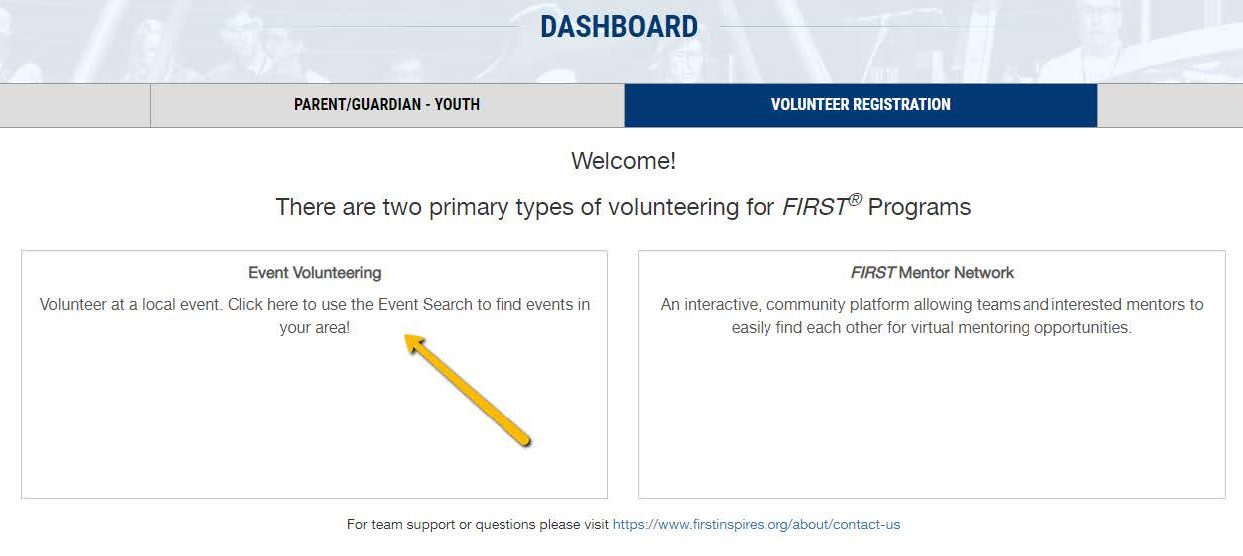 DASHBOARD
PARENT/GUARDIAN - YOUTH
VOLUNTEER REGISTRATION
Welcome!
There are two primary types of volunteering for FIRST® Programs
Event Volunteering
Volunteer at a local event. Click here to use the Event Search to find events in
your area!
FIRST Mentor Network
An interactive, community platform allowing teams and interested mentors to
easily find each other for virtual mentoring opportunities.
For team support or questions please visit https://www.firstinspires.org/about/contact-us